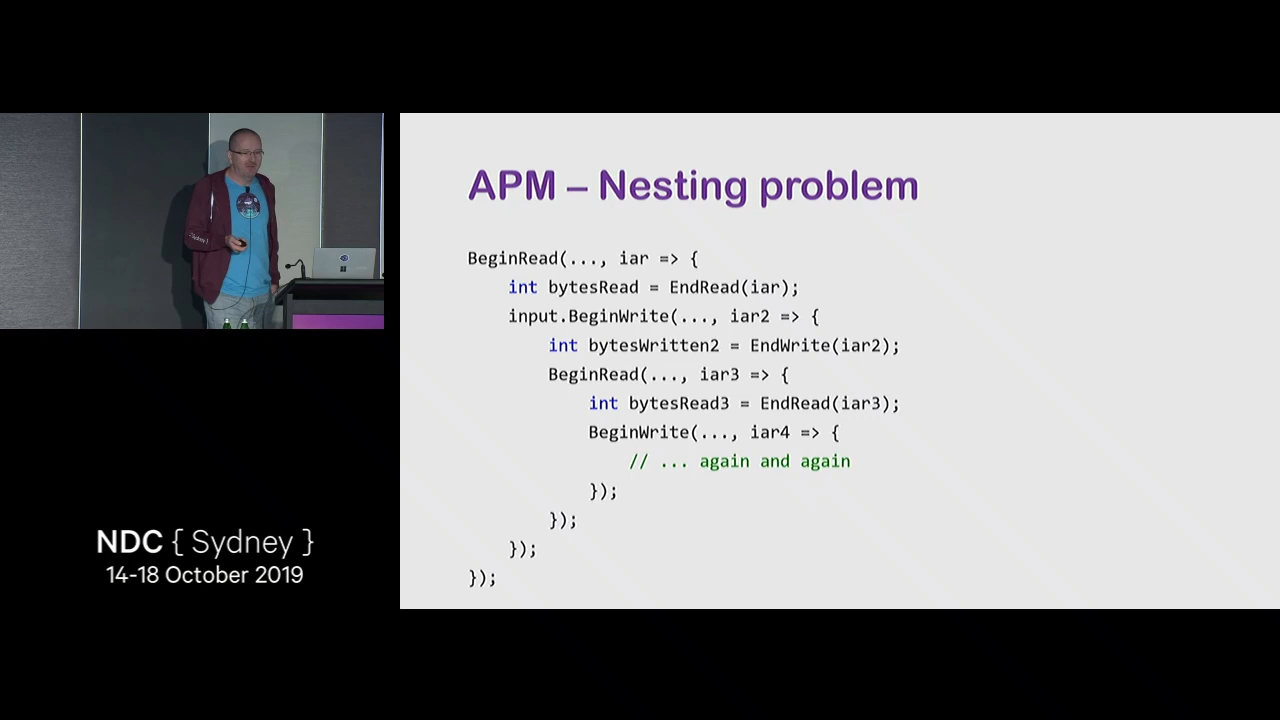 APM – Nesting problem
BeginRead(..., iar => {
int bytesRead = EndRead(iar);
input.BeginWrite(..., iar2 => {
int bytesWritten2 = EndWrite(iar2);
BeginRead(..., iar3 => {
int bytesRead3 = EndRead(iar3);
BeginWrite(..., iar4 => {
// ... again and again
});
});
});
});
NDC { Sydney }
14-18 October 2019